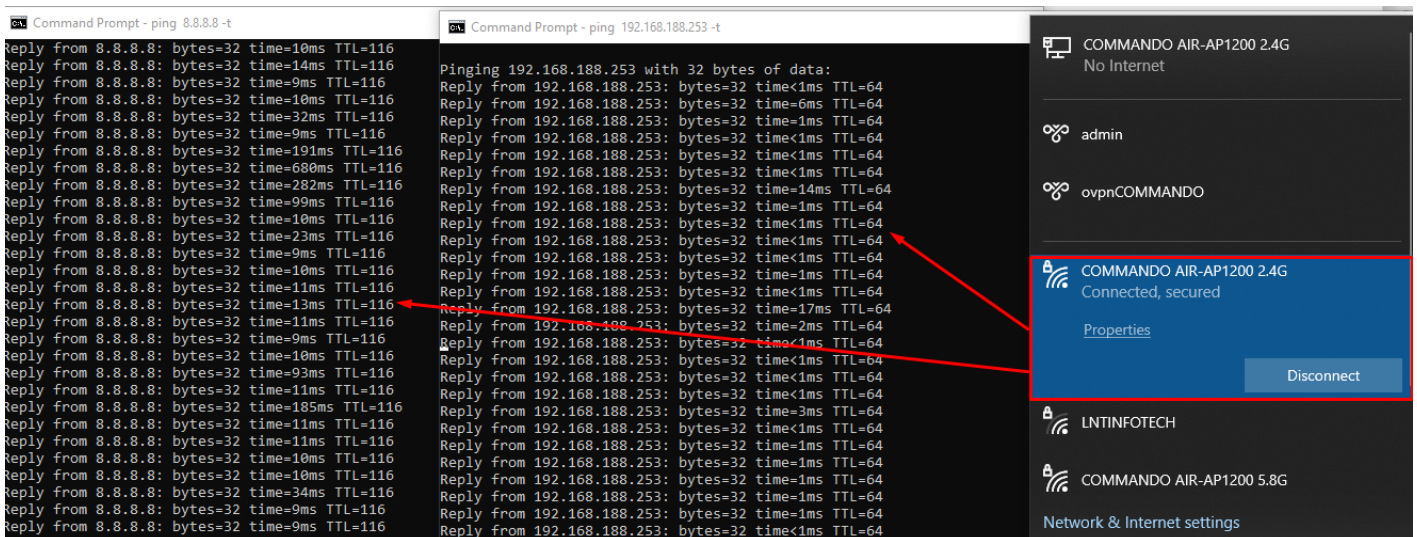 Command Prompt - ping 8.8.8.8 -t
Reply from 8.8.8.8: bytes=32 time=10ms TTL=116
Reply from 8.8.8.8: bytes=32 time=14ms TTL=116
Reply from 8.8.8.8: bytes=32 time=9ms TTL=116
Reply from 8.8.8.8: bytes=32 time=10ms TTL=116
Reply from 8.8.8.8: bytes=32 time=32ms TTL=116
Reply from 8.8.8.8: bytes=32 time=9ms TTL=116
Reply from 8.8.8.8: bytes=32 time=191ms TTL=116
Reply from 8.8.8.8: bytes=32 time=680ms TTL=116
Reply from 8.8.8.8: bytes=32 time=282ms TTL=116
Reply from 8.8.8.8: bytes=32 time=99ms TTL=116
Reply from 8.8.8.8: bytes=32 time=10ms TTL=116
Reply from 8.8.8.8: bytes=32 time=23ms TTL=116
Reply from 8.8.8.8: bytes=32 time=9ms TTL=116
Reply from 8.8.8.8: bytes=32 time=10ms TTL=116
Reply from 8.8.8.8: bytes=32 time=11ms TTL=116
Reply from 8.8.8.8: bytes=32 time=13ms TTL=116
Reply from 8.8.8.8: bytes=32 time=11ms TTL=116
Reply from 8.8.8.8: bytes=32 time=9ms TTL=116
Reply from 8.8.8.8: bytes=32 time=10ms TTL=116
Reply from 8.8.8.8: bytes=32 time=93ms TTL=116
Reply from 8.8.8.8: bytes=32 time=11ms TTL=116
Reply from 8.8.8.8: bytes=32 time=185ms TTL=116
Reply from 8.8.8.8: bytes=32 time=11ms TTL=116
Reply from 8.8.8.8: bytes=32 time=11ms TTL=116
Reply from 8.8.8.8: bytes=32 time=10ms TTL=116
Reply from 8.8.8.8: bytes=32 time=10ms TTL=116
Reply from 8.8.8.8: bytes=32 time=34ms TTL=116
Reply from 8.8.8.8: bytes=32 time=9ms TTL=116
Reply from 8.8.8.8: bytes=32 time=9ms TTL=116
Command Prompt - ping 192.168.188.253 -t
Pinging 192.168.188.253 with 32 bytes of data:
Reply from 192.168.188.253: bytes=32 time<1ms TTL=64
Reply from 192.168.188.253: bytes=32 time=6ms TTL=64
Reply from 192.168.188.253: bytes=32 time=1ms TTL=64
Reply from 192.168.188.253: bytes=32 time<1ms TTL=64
Reply from 192.168.188.253: bytes=32 time<1ms TTL=64
Reply from 192.168.188.253: bytes=32 time<1ms TTL=64
Reply from 192.168.188.253: bytes=32 time=14ms TTL=64
Reply from 192.168.188.253: bytes=32 time=1ms TTL=64
Reply from 192.168.188.253: bytes=32 time<1ms TTL=64
Reply from 192.168.188.253: bytes=32 time<1ms TTL=64
Reply from 192.168.188.253: bytes=32 time<1ms TTL=64
Reply from 192.168.188.253: bytes=32 time=1ms TTL=64
Reply from 192.168.188.253: bytes=32 time<1ms TTL=64
Reply from 192.168.188.253: bytes=32 time=17ms TTL=64
Reply from 192.168.188.253: bytes=32 time=2ms TTL=64
Reply from 192.168.188.253: bytes=32 time<1ms TTL=64
Reply from 192.168.188.253: bytes=32 time=1ms TTL=64
Reply from 192.168.188.253: bytes=32 time<1ms TTL=64
Reply from 192.168.188.253: bytes=32 time<1ms TTL=64
Reply from 192.168.188.253: bytes=32 time=3ms TTL=64
Reply from 192.168.188.253: bytes=32 time=1ms TTL=64
Reply from 192.168.188.253: bytes=32 time<1ms TTL=64
Reply from 192.168.188.253: bytes=32 time=1ms TTL=64
Reply from 192.168.188.253: bytes=32 time=1ms TTL=64
Reply from 192.168.188.253: bytes=32 time=1ms TTL=64
Reply from 192.168.188.253: bytes=32 time=1ms TTL=64
Reply from 192.168.188.253: bytes=32 time<1ms TTL=64
COMMANDO AIR-AP1200 2.4G
No Internet
admin
ovpnCOMMANDO
COMMANDO AIR-AP1200 2.4G
Connected, secured
Properties
Disconnect
LNTINFOTECH
COMMANDO AIR-AP1200 5.8G
Network & Internet settings